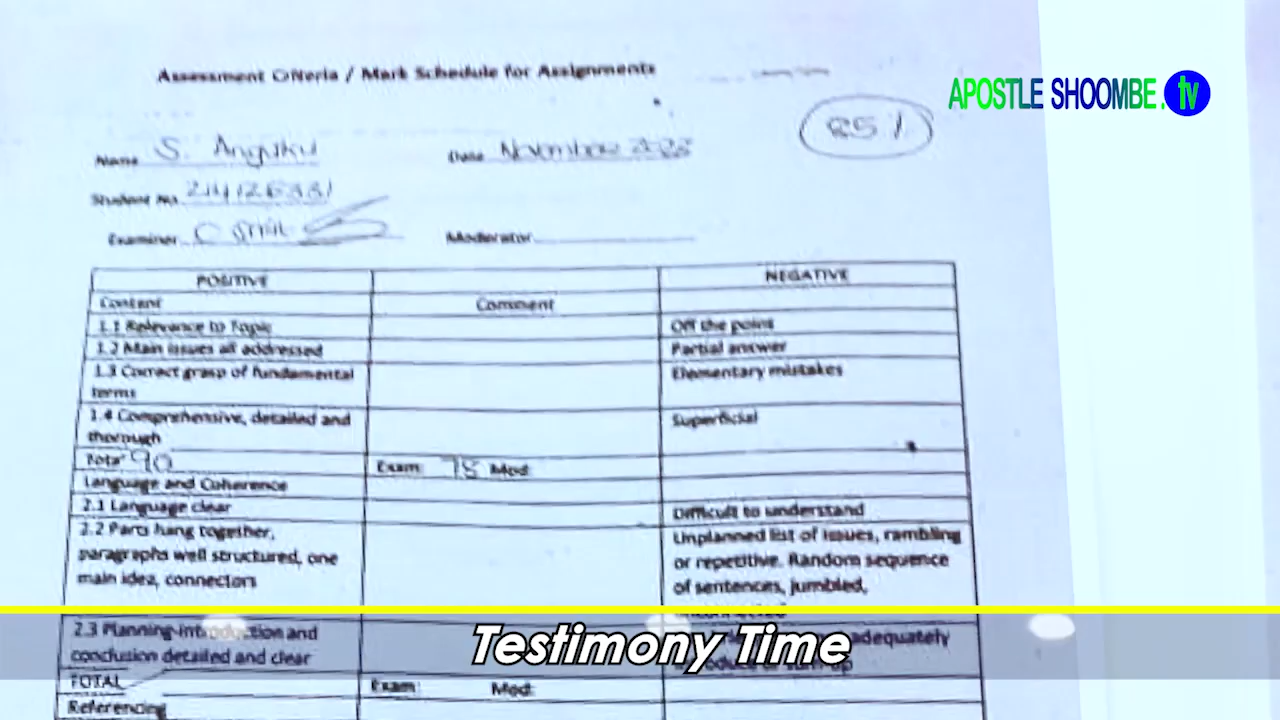 Assessment Criteria / Mark Schedule for Assignments
APOSTLE SHOOMBE.tv
85%
Name S. Anguku Date November
Student No. 214126331
Examiner C Moderator
POSITIVE NEGATIVE
Content Comment
1.1 Relevance to Topic Off the point
1.2 Main issues all addressed Partial answer
1.3 Correct grasp of fundamental Elementary mistakes
terms
1.4 Comprehensive, detailed and Superficial
thorough
Total 90 Exam: 78 Mod:
Language and Coherence
2.1 Language clear Difficult to understand
2.2 Parts hang together, Unplanned list of issues, rambling
paragraphs well structured, one or repetitive. Random sequence
main idea, connectors of sentences, jumbled,
2.3 Planning-introduction and adequately
conclusion detailed and clear
Testimony Time
TOTAL Exam: Mod:
Referencing